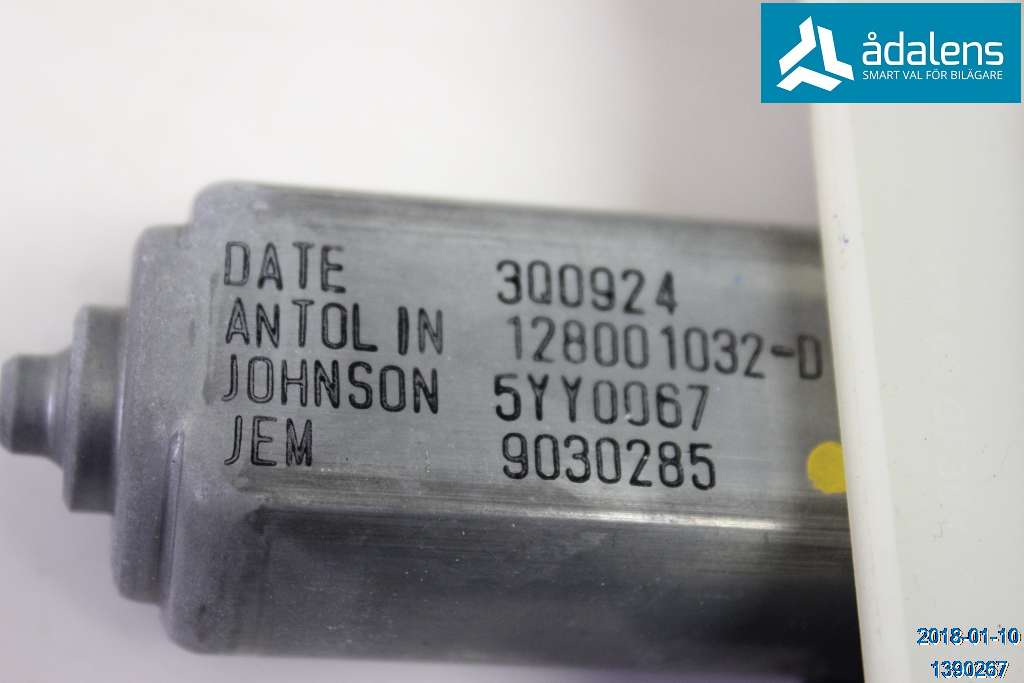 ådalens
SMART VAL FÖR BILÄGARE
DATE 3Q0924
ANTOLIN 128001032-D
JOHNSON 5YY0067
JEM 9030285
2018-01-10
1390267